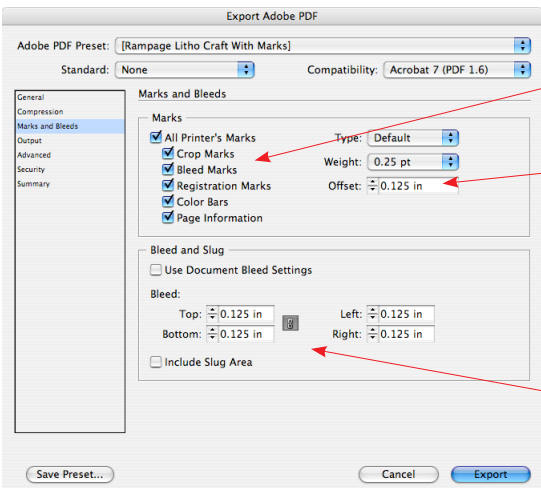 Export Adobe PDF
Adobe PDF Preset: [Rampage Litho Craft With Marks]
Standard: None Compatibility: Acrobat 7 (PDF 1.6)
General
Compression
Marks and Bleeds
Output
Advanced
Security
Summary
Marks and Bleeds
Marks
All Printer's Marks Type: Default
Crop Marks
Bleed Marks Weight: 0.25 pt
Registration Marks Offset: 0.125 in
Color Bars
Page Information
Bleed and Slug
Use Document Bleed Settings
Bleed:
Top: 0.125 in Left: 0.125 in
Bottom: 0.125 in Right: 0.125 in
Include Slug Area
Save Preset... Cancel Export